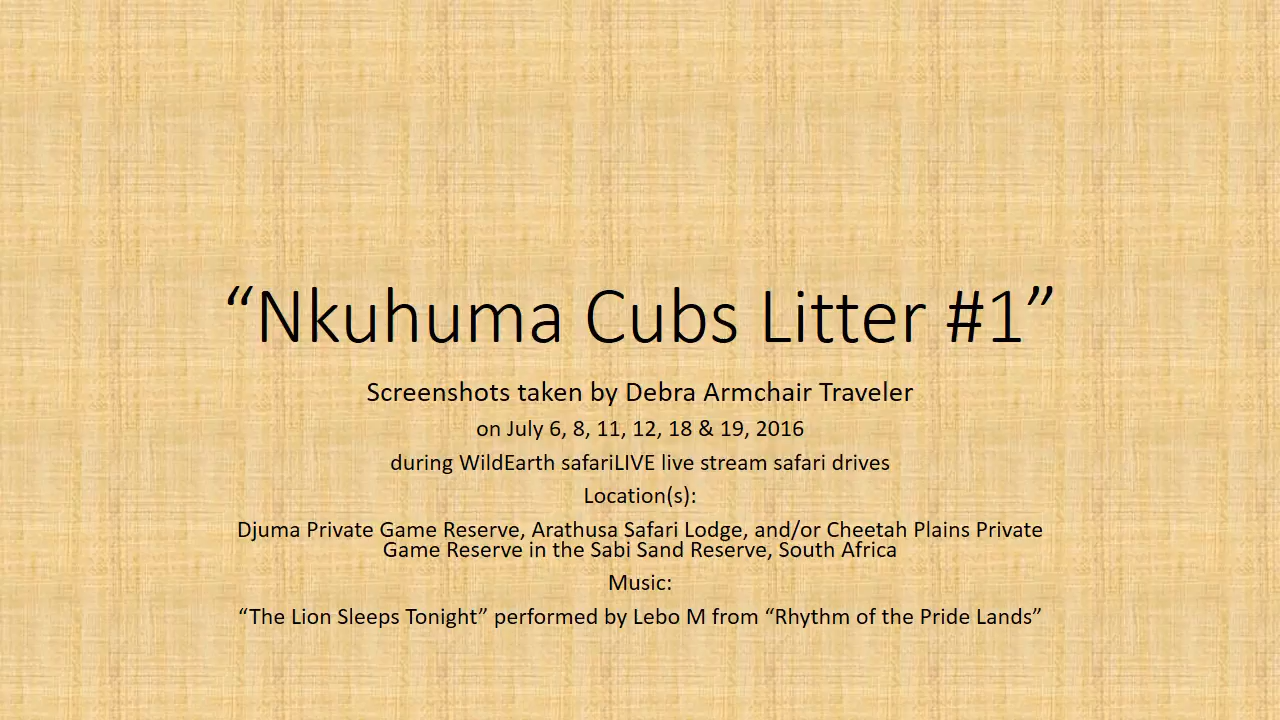 “Nkuhuma Cubs Litter #1”
Screenshots taken by Debra Armchair Traveler
on July 6, 8, 11, 12, 18 & 19, 2016
during WildEarth safariLIVE live stream safari drives
Location(s):
Djuma Private Game Reserve, Arathusa Safari Lodge, and/or Cheetah Plains Private
Game Reserve in the Sabi Sand Reserve, South Africa
Music:
“The Lion Sleeps Tonight” performed by Lebo M from “Rhythm of the Pride Lands”